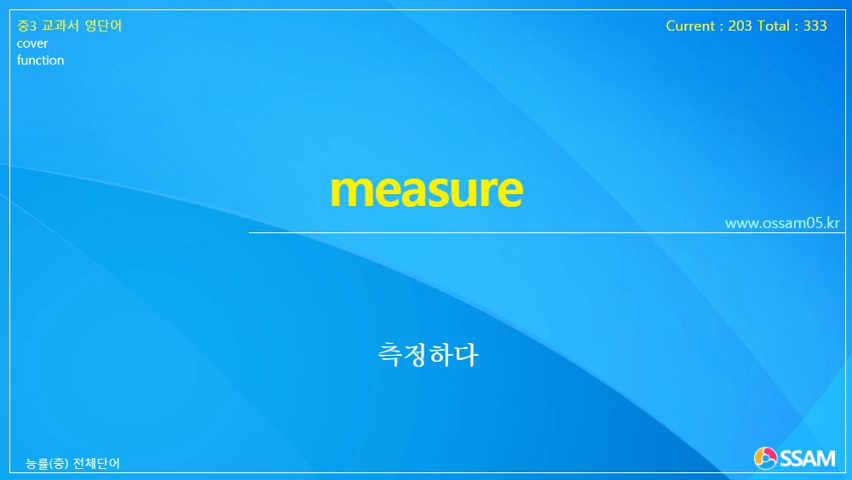 중3 교과서 영단어
Current : 203 Total : 333
cover
function
measure
www.ossam05.kr
측정하다
능률(중) 전체단어
OSSAM